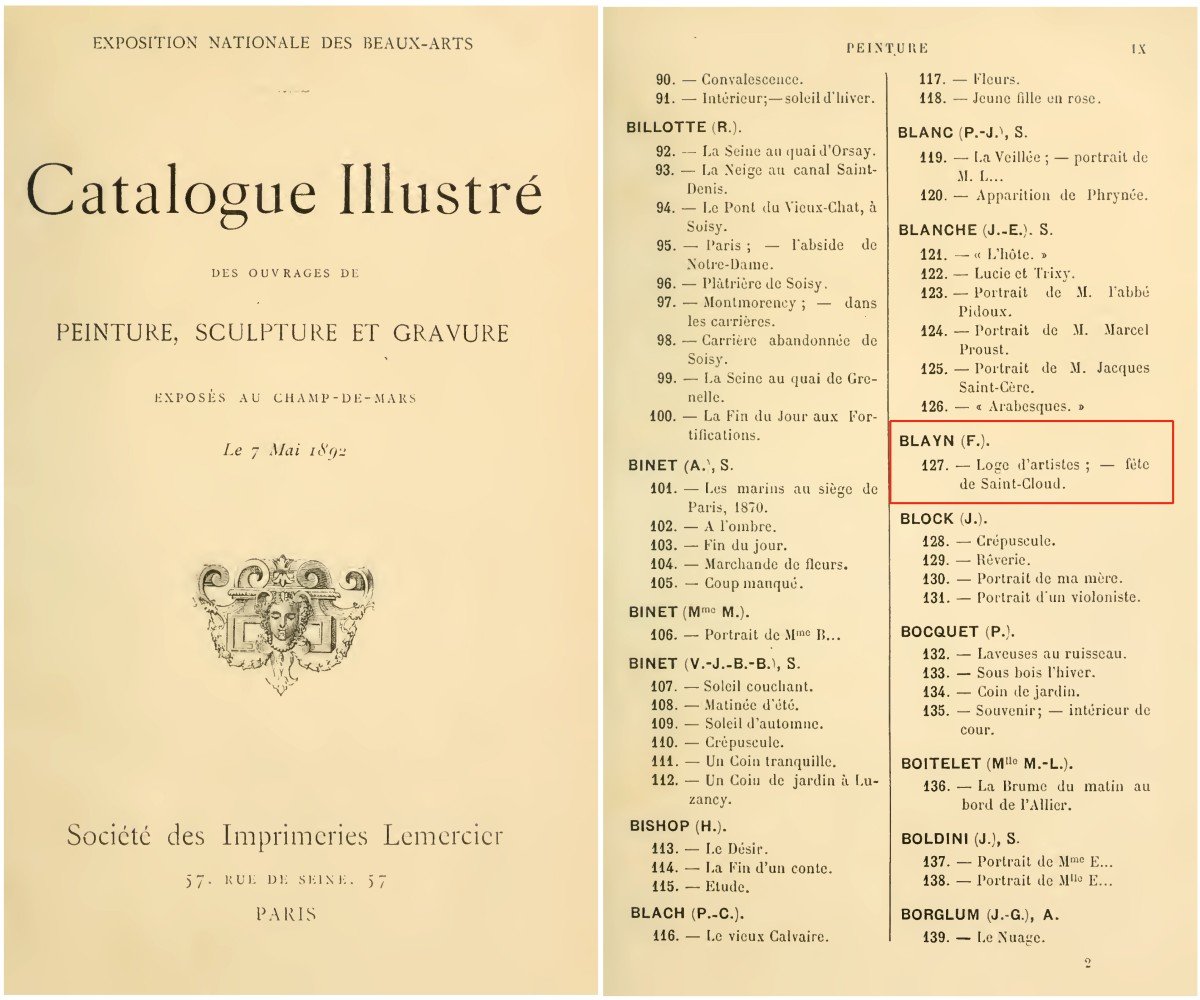 EXPOSITION NATIONALE DES BEAUX-ARTS
Catalogue Illustré
DES OUVRAGES DE
PEINTURE, SCULPTURE ET GRAVURE
EXPOSÉS AU CHAMP-DE-MARS
Le 7 Mai 1892
Société des Imprimeries Lemercier
57, RUE DE SEINE, 57
PARIS
PEINTURE
IX
90. — Convalescence.
91. — Intérieur; — soleil d'hiver.
BILLOTTE (R.).
92. — La Seine au quai d'Orsay.
93. — La Neige au canal Saint-
Denis.
94. — Le Pont du Vieux-Chat, à
Soisy.
95. — Paris ; — l'abside de
Notre-Dame.
96. — Plâtrière de Soisy.
97. — Montmorency ; — dans
les carrières.
98. — Carrière abandonnée de
Soisy.
99. — La Seine au quai de Gre-
nelle.
100. — La Fin du Jour aux For-
tifications.
BINET (A.), S.
101. — Les marins au siège de
Paris, 1870.
102. — A l'ombre.
103. — Fin du jour.
104. — Marchande de fleurs.
105. — Coup manqué.
BINET (Mme M.).
106. — Portrait de Mme B...
BINET (V.-J.-B.-B.), S.
107. — Soleil couchant.
108. — Matinée d'été.
109. — Soleil d'automne.
110. — Crépuscule.
111. — Un Coin tranquille.
112. — Un Coin de jardin à Lu-
zancy.
BISHOP (H.).
113. — Le Désir.
114. — La Fin d'un conte.
115. — Etude.
BLACH (P.-C.).
116. — Le vieux Calvaire.
117. — Fleurs.
118. — Jeune fille en rose.
BLANC (P.-J.), S.
119. — La Veillée ; — portrait de
M. L...
120. — Apparition de Phrynée.
BLANCHE (J.-E.). S.
121. — « L'hôte. »
122. — Lucie et Trixy.
123. — Portrait de M. l'abbé
Pidoux.
124. — Portrait de M. Marcel
Proust.
125. — Portrait de M. Jacques
Saint-Cère.
126. — « Arabesques. »
BLAYN (F.).
127. — Loge d'artistes ; — fête
de Saint-Cloud.
BLOCK (J.).
128. — Crépuscule.
129. — Rêverie.
130. — Portrait de ma mère.
131. — Portrait d'un violoniste.
BOCQUET (P.).
132. — Laveuses au ruisseau.
133. — Sous bois l'hiver.
134. — Coin de jardin.
135. — Souvenir; — intérieur de
cour.
BOITELET (Mlle M.-L.).
136. — La Brume du matin au
bord de l'Allier.
BOLDINI (J.), S.
137. — Portrait de Mme E...
138. — Portrait de Mlle E...
BORGLUM (J.-G.), A.
139. — Le Nuage.
2